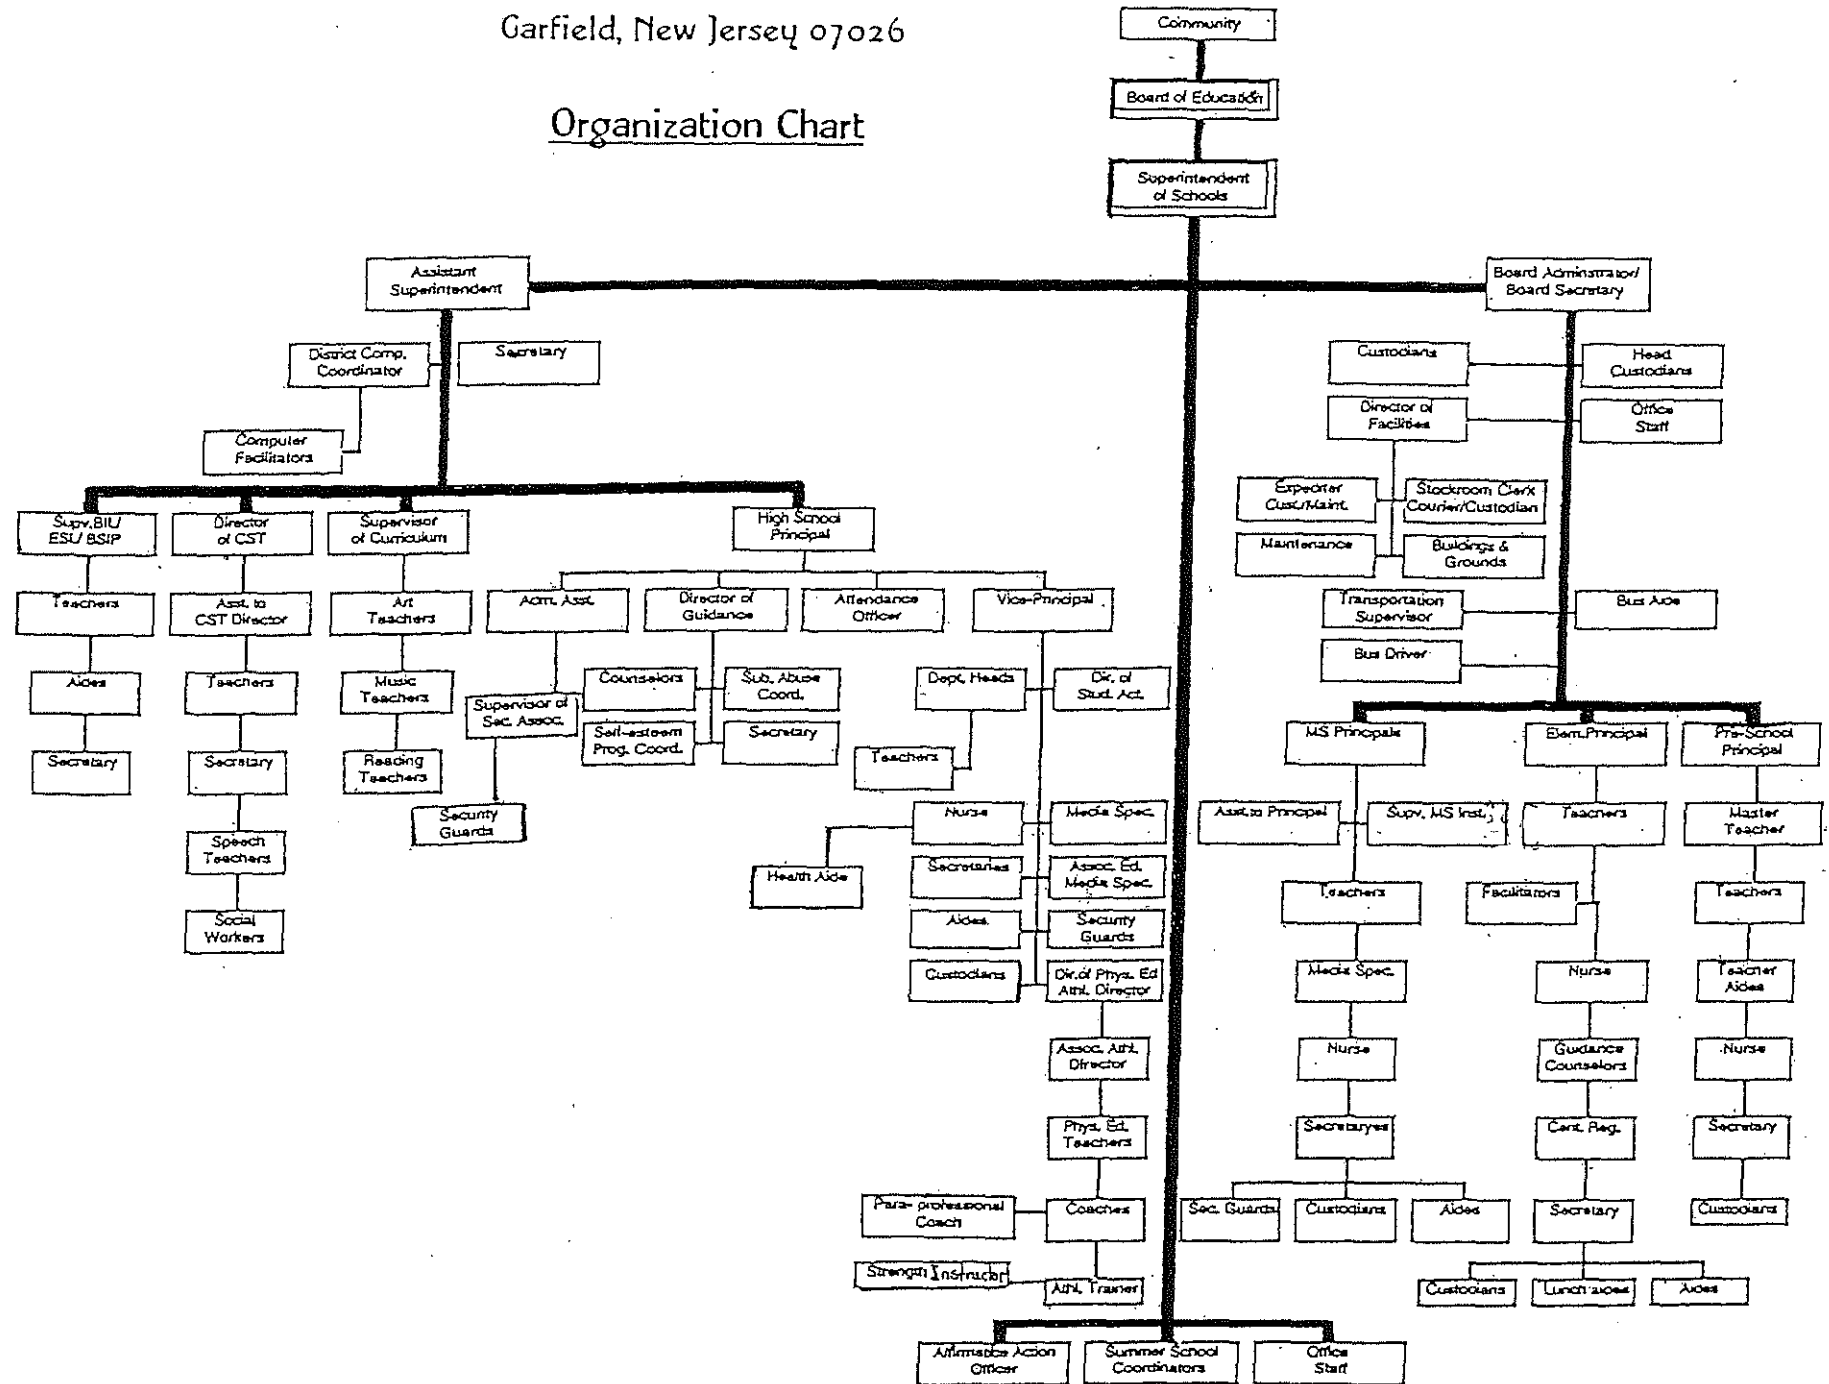 Garfield, New Jersey 07026
Organization Chart
Community
Board of Education
Superintendent
of Schools
Assistant
Superintendent
Board Adminstrator/
Board Secretary
District Comp.
Coordinator
Secretary
Computer
Facilitators
Custodians
Head
Custodians
Director of
Facilities
Office
Staff
Expediter
Cust./Maint.
Stockroom Clerk
Courier/Custodian
Maintenance
Buildings &
Grounds
Transportation
Supervisor
Bus Aide
Bus Driver
Supv.BIL/
ESL/ BSIP
Director
of CST
Supervisor
of Curriculum
High School
Principal
Teachers
Asst. to
CST Director
Art
Teachers
Adm. Asst.
Director of
Guidance
Attendance
Officer
Vice-Principal
Aides
Teachers
Music
Teachers
Supervisor of
Sec. Assoc.
Counselors
Sub. Abuse
Coord.
Dept. Heads
Dir. of
Stud. Act.
Secretary
Secretary
Reading
Teachers
Self-esteem
Prog. Coord.
Secretary
Teachers
Security
Guards
Speech
Teachers
Social
Workers
Nurse
Media Spec.
Health Aide
Secretaries
Assoc. Ed.
Media Spec.
Aides
Security
Guards
Custodians
Dir.of Phys. Ed
Athl. Director
Assoc. Athl.
Director
Phys. Ed.
Teachers
Para- professional
Coach
Coaches
Strength Instructor
Athl. Trainer
MS Principals
Elem.Principal
Pre-School
Principal
Asst.to Principal
Supv. MS Inst.
Teachers
Master
Teacher
Teachers
Facilitators
Teachers
Media Spec.
Nurse
Teacher
Aides
Nurse
Guidance
Counselors
Nurse
Secretaryes
Cent. Reg.
Secretary
Sec. Guards
Custodians
Aides
Secretary
Custodians
Custodians
Lunch aides
Aides
Affirmative Action
Officer
Summer School
Coordinators
Office
Staff